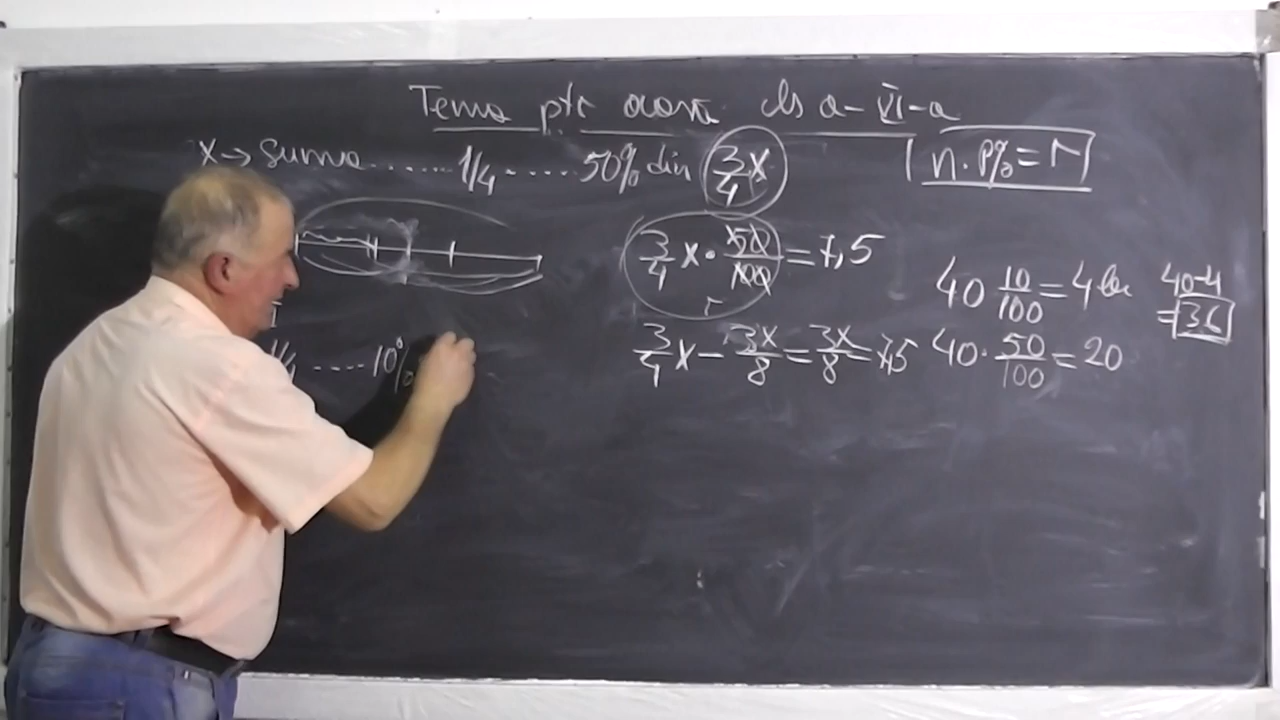 Tema ptr acasă cls a-VI-a
x → Suma ....... 1/4 ..... 50% din 3/4 x
n . p% = r
3/4 x · 50/100 = 7,5
40 10/100 = 4 lei
40-4
= 36
1/4 .... 10%
3/4 x - 3x/8 = 3x/8 = 7,5
40 · 50/100 = 20